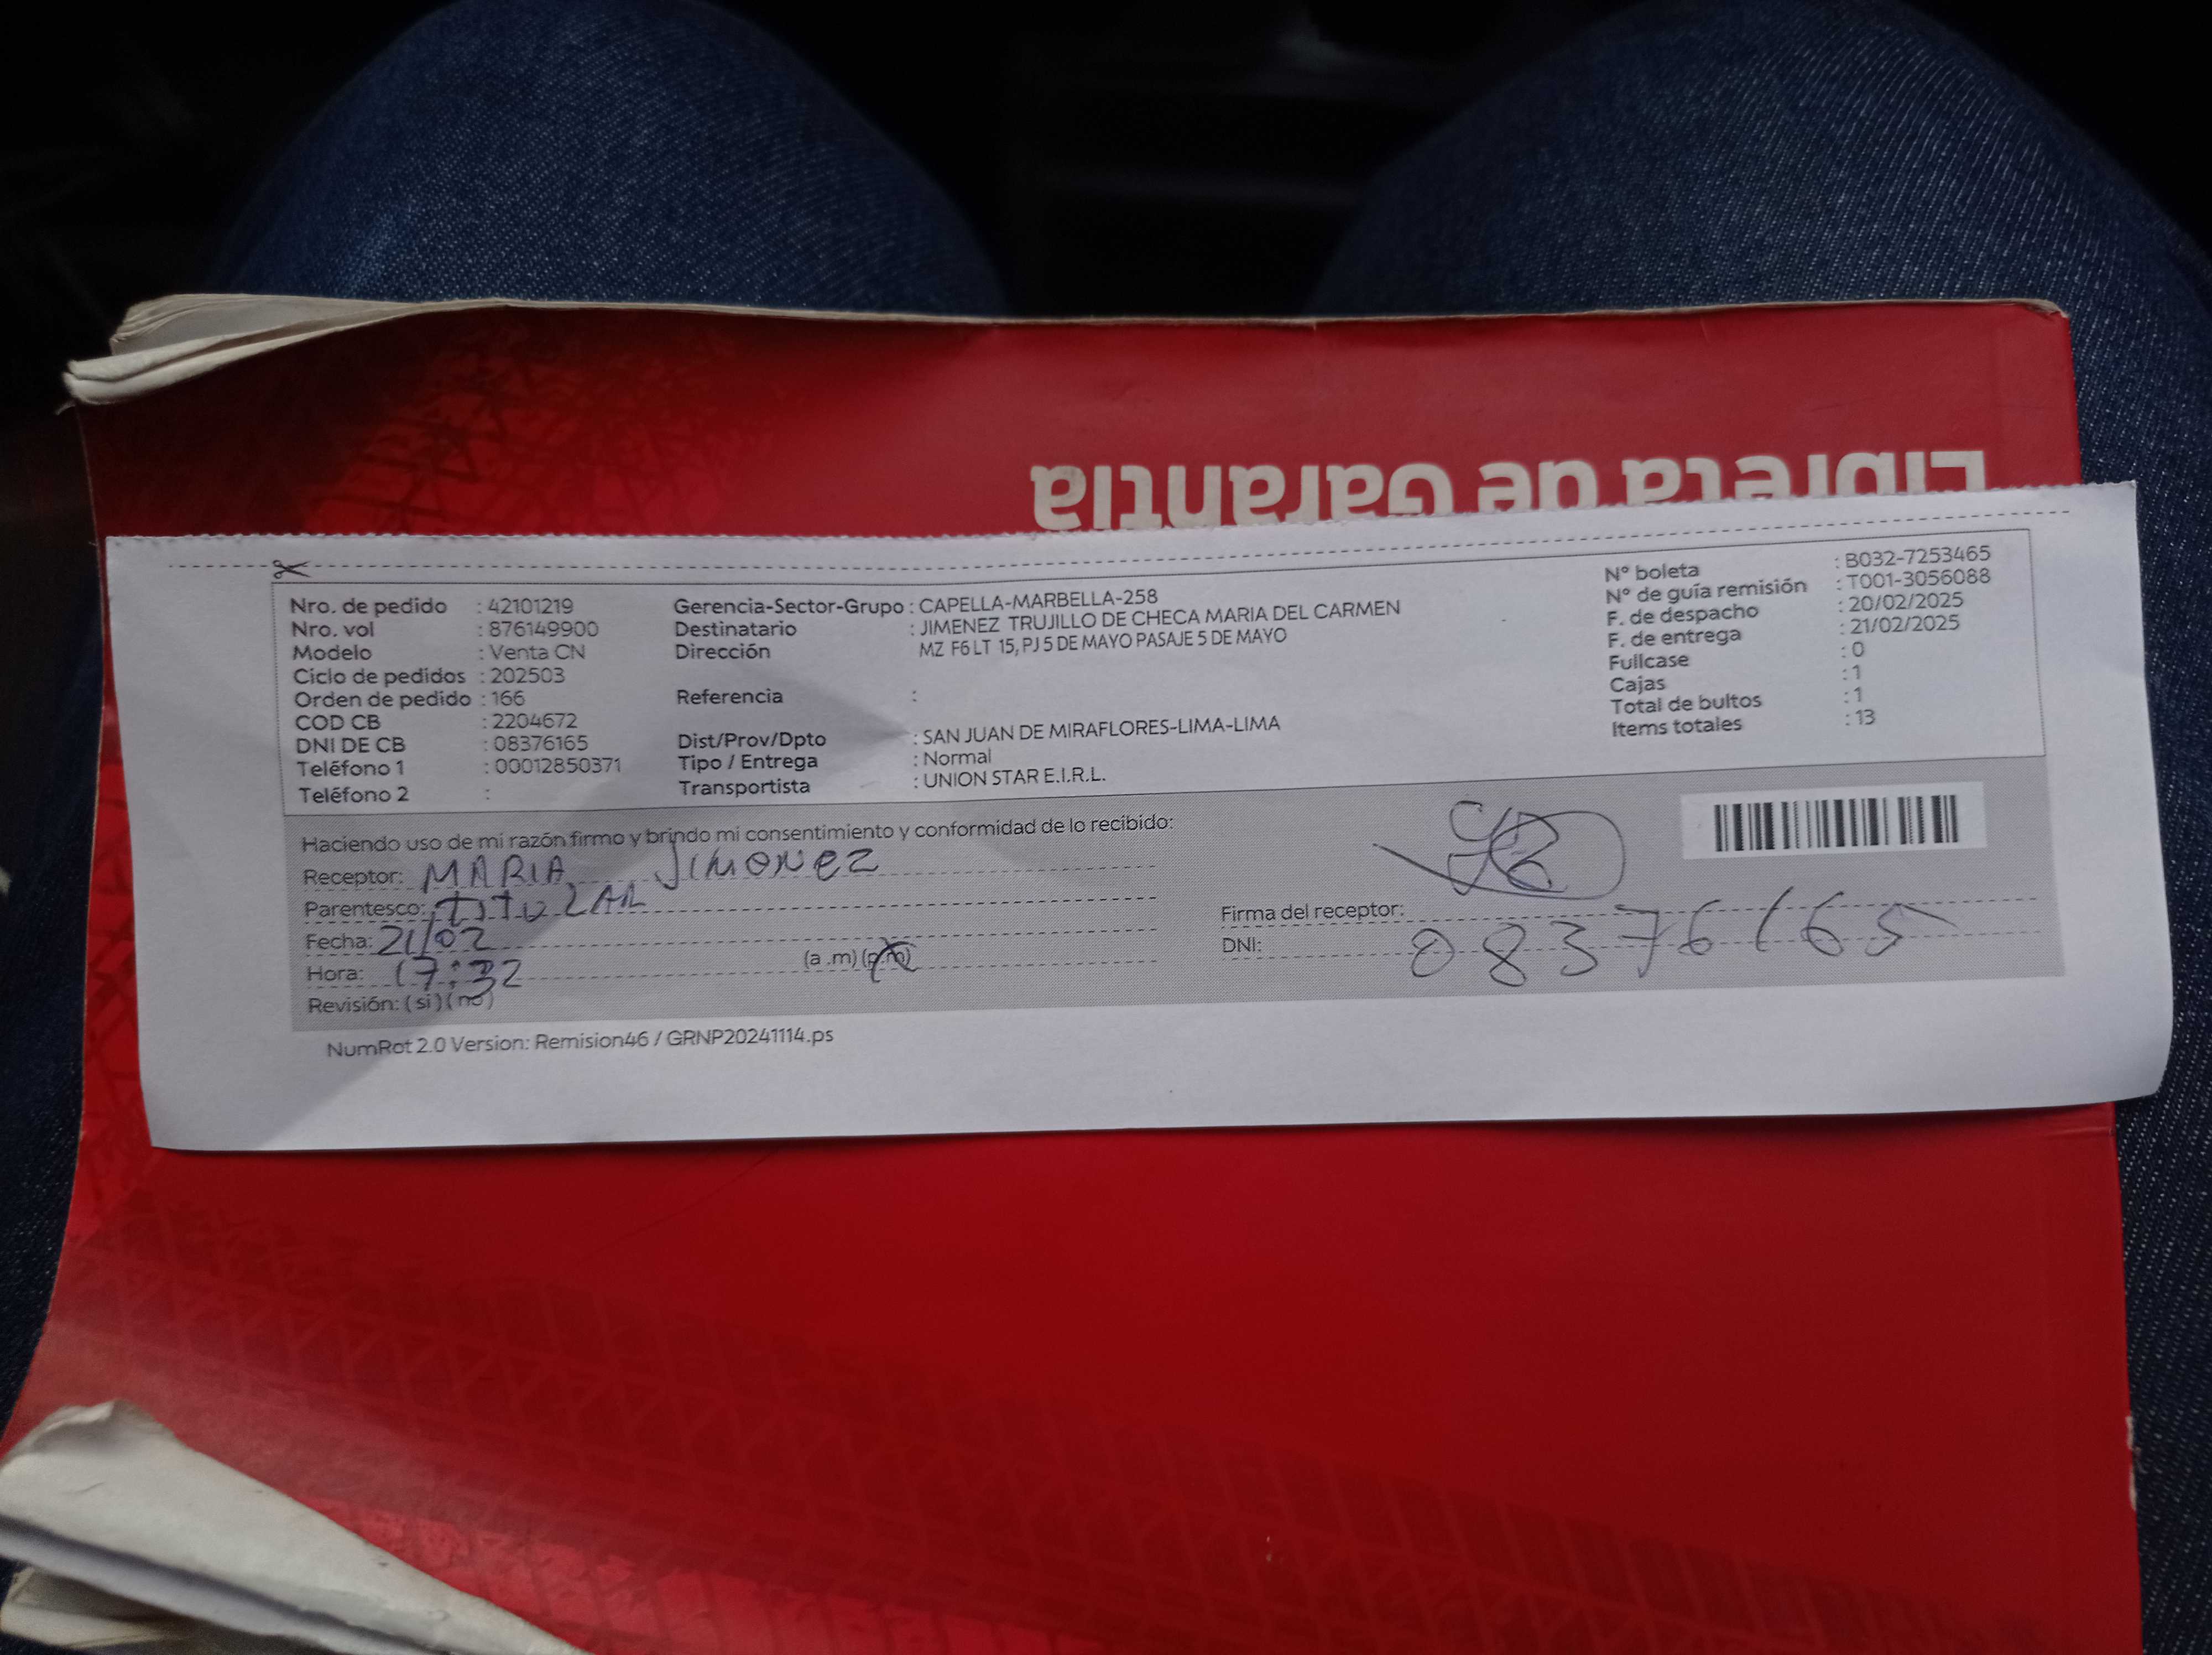 Libreta de Garantía
Nro. de pedido : 42101219
Nro. vol : 876149900
Modelo : Venta CN
Ciclo de pedidos : 202503
Orden de pedido : 166
COD CB : 2204672
DNI DE CB : 08376165
Teléfono 1 : 00012850371
Teléfono 2 :
Gerencia-Sector-Grupo : CAPELLA-MARBELLA-258
Destinatario : JIMENEZ TRUJILLO DE CHECA MARIA DEL CARMEN
Dirección MZ F6 LT 15, PJ 5 DE MAYO PASAJE 5 DE MAYO
Referencia :
Dist/Prov/Dpto : SAN JUAN DE MIRAFLORES-LIMA-LIMA
Tipo / Entrega : Normal
Transportista : UNION STAR E.I.R.L.
N° boleta : B032-7253465
N° de guía remisión : T001-3056088
F. de despacho : 20/02/2025
F. de entrega : 21/02/2025
Fullcase : 0
Cajas : 1
Total de bultos : 1
Items totales : 13
Haciendo uso de mi razón firmo y brindo mi consentimiento y conformidad de lo recibido:
Receptor: MARIA JIMONEZ
Parentesco: TITULAR
Fecha: 21/02
Hora: 17:32 (a .m) (p.m)
Revisión: (si) (no)
Firma del receptor:
DNI: 08376165
NumRot 2.0 Version: Remision46 / GRNP20241114.ps